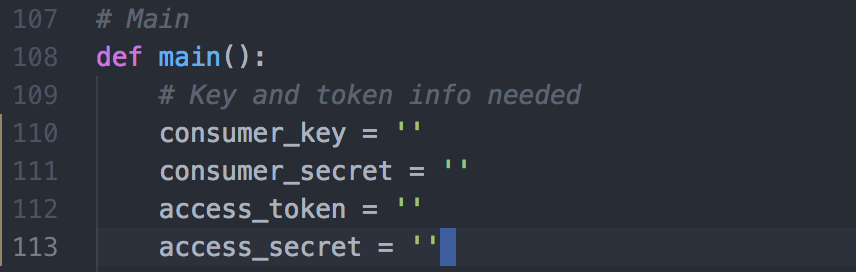 107 # Main
108 def main():
109 # Key and token info needed
110 consumer_key = ''
111 consumer_secret = ''
112 access_token = ''
113 access_secret = ''